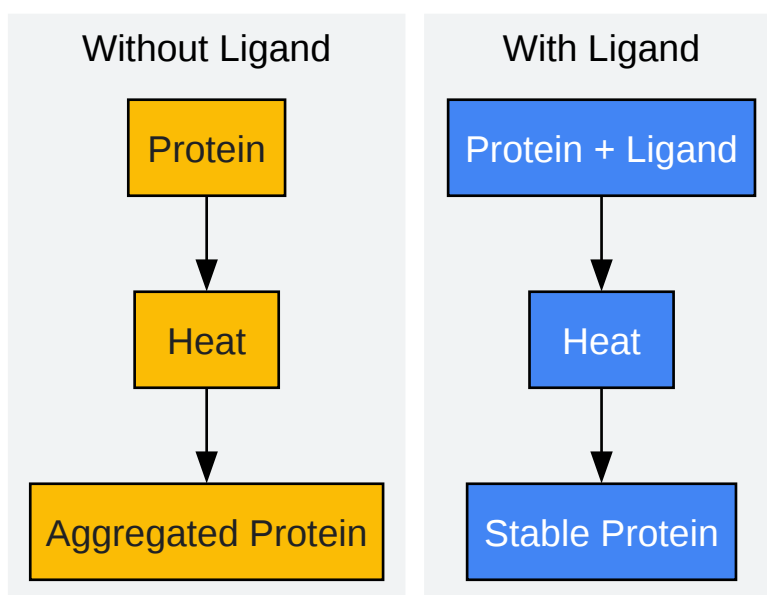 Without Ligand
Protein
Heat
Aggregated Protein
With Ligand
Protein + Ligand
Heat
Stable Protein